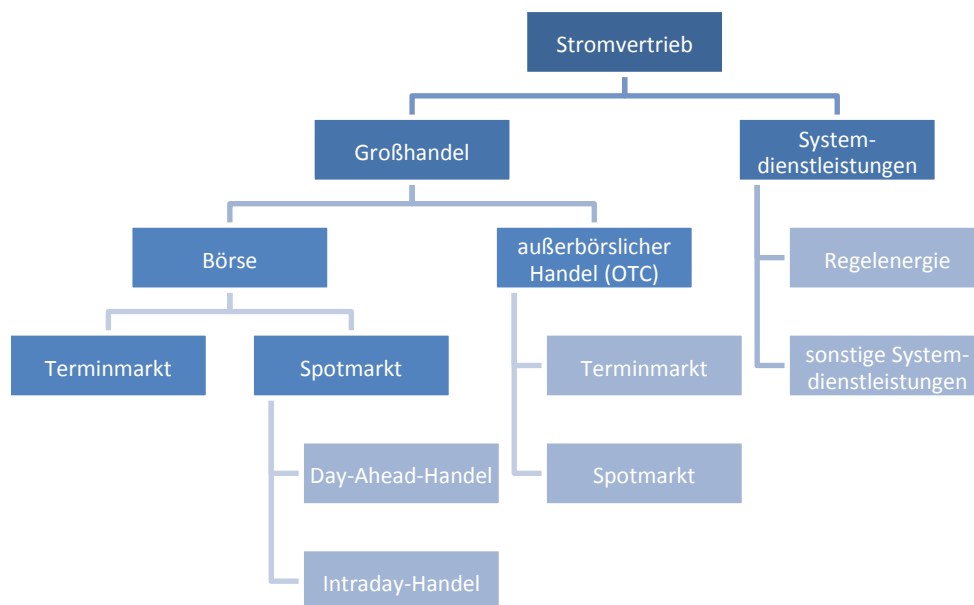 Stromvertrieb
Großhandel
System-
dienstleistungen
Börse
außerbörslicher
Handel (OTC)
Regelenergie
Terminmarkt
Spotmarkt
Terminmarkt
sonstige System-
dienstleistungen
Day-Ahead-Handel
Spotmarkt
Intraday-Handel